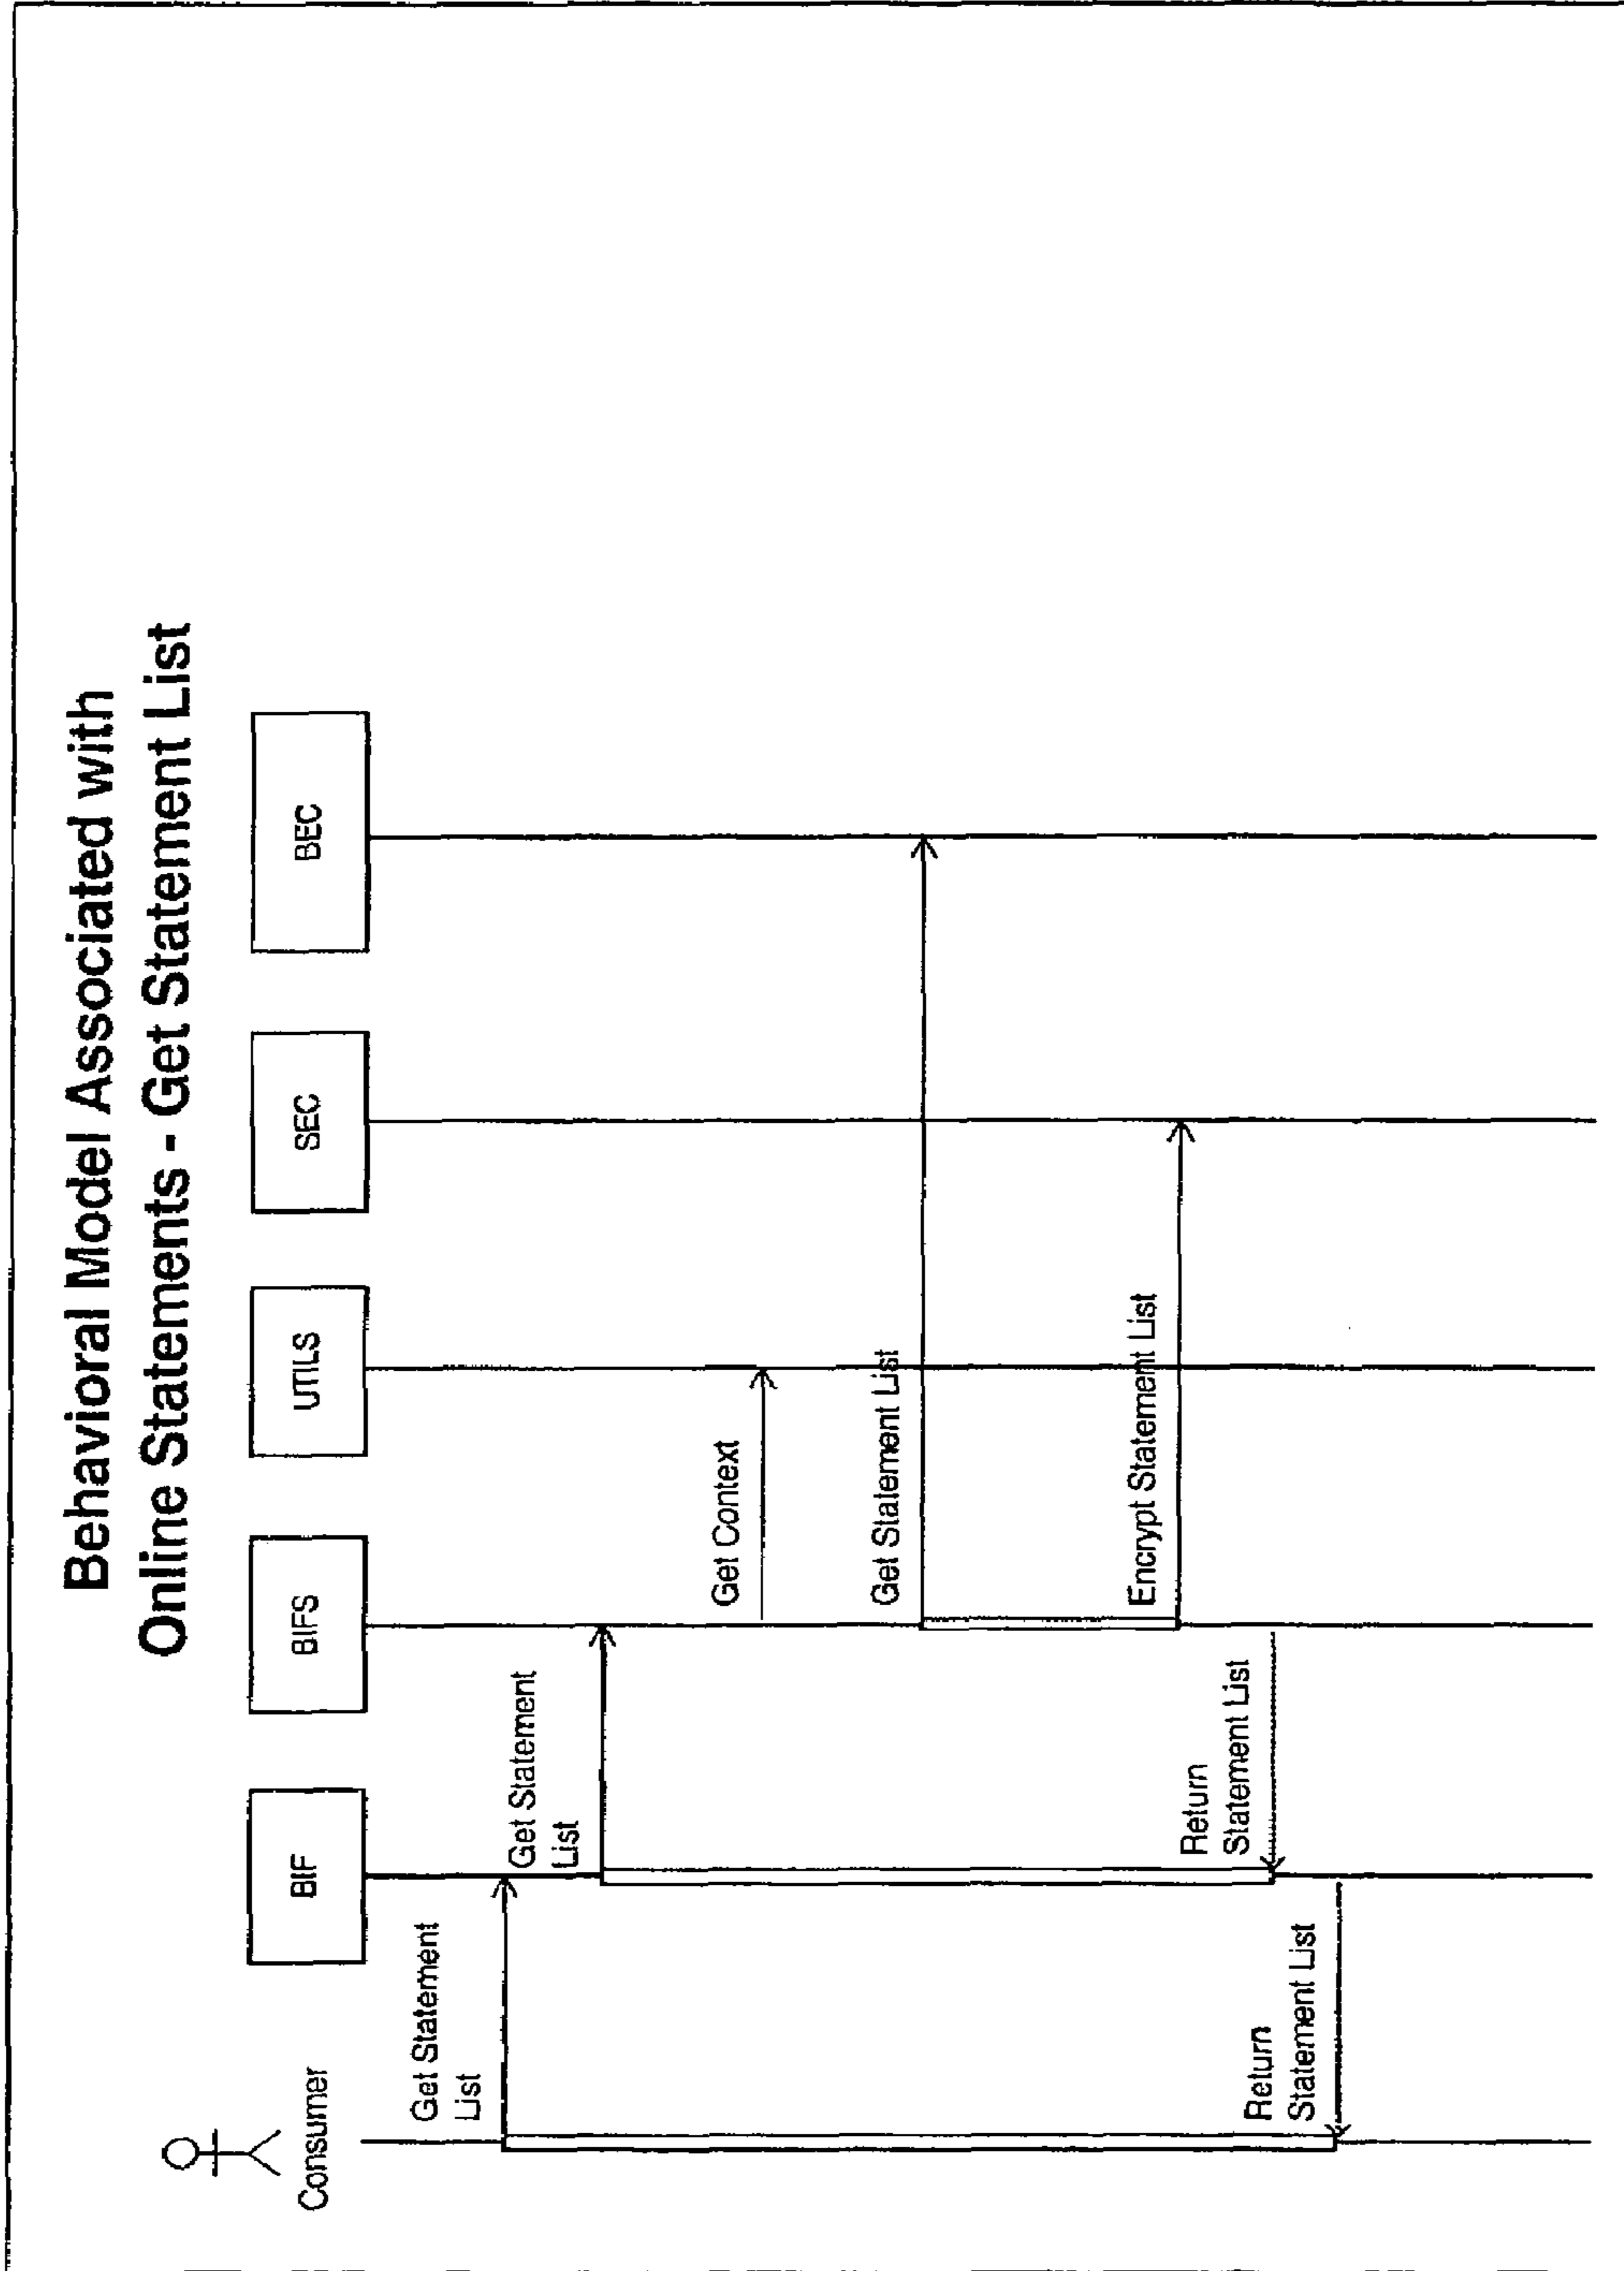 Behavioral Model Associated with
Online Statements - Get Statement List
Consumer
BIF
BIFS
UTILS
SEC
BEC
Get Statement
List
Get Statement
List
Get Context
Get Statement List
Encrypt Statement List
Return
Statement List
Return
Statement List